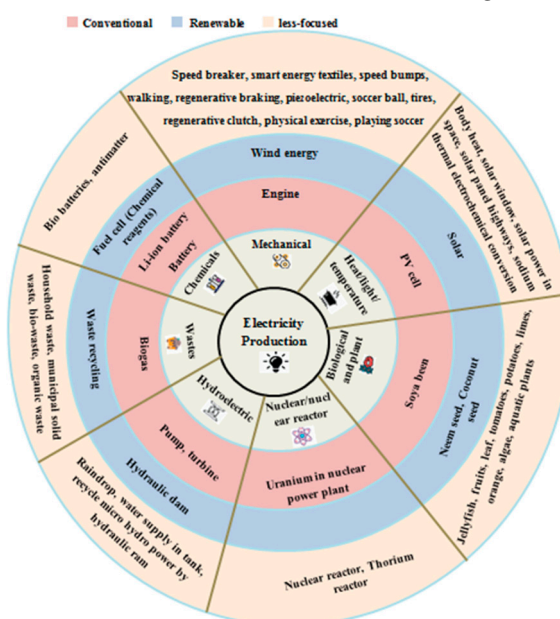 Conventional
Renewable
less-focused
Speed breaker, smart energy textiles, speed bumps,
walking, regenerative braking, piezoelectric, soccer ball, tires,
regenerative clutch, physical exercise, playing soccer
Wind energy
Engine
Mechanical
Body heat, solar window, solar power in
space, solar panel highways, sodium
thermal electrochemical conversion
Solar
PV cell
Heat/light/
temperature
Jellyfish, fruits, leaf, tomatoes, potatoes, limes,
orange, algae, aquatic plants
Neem seed, Coconut
seed
Soya been
Biological
and plant
Nuclear reactor, Thorium
reactor
Uranium in nuclear
power plant
Nuclear/nucl
ear reactor
Raindrop, water supply in tank,
recycle micro hydro power by
hydraulic ram
Hydraulic dam
Pump, turbine
Hydroelectric
Household waste, municipal solid
waste, bio-waste, organic waste
Waste recycling
Biogas
Wastes
Bio batteries, antimatter
Fuel cell (Chemical
reagents)
Li-ion battery
Battery
Chemicals
Electricity
Production